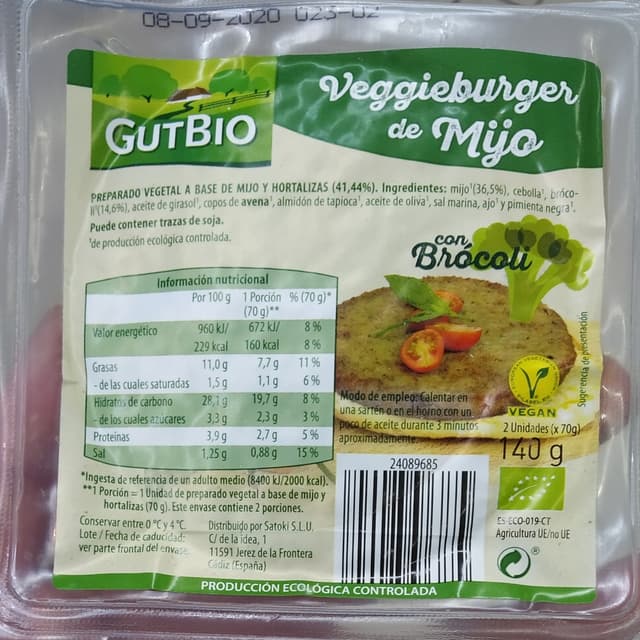 08-09-2020 023-02
GUTBIO
Veggieburger
de Mijo
PREPARADO VEGETAL A BASE DE MIJO Y HORTALIZAS (41,44%). Ingredientes: mijo¹(36,5%), cebolla¹, bróco-
li¹(14,6%), aceite de girasol¹, copos de avena¹, almidón de tapioca¹, aceite de oliva¹, sal marina, ajo¹ y pimienta negra¹.
Puede contener trazas de soja.
¹de producción ecológica controlada.
con
Brócoli
Información nutricional
Por 100 g 1 Porción % (70 g)*
(70 g)**
Valor energético 960 kJ/ 672 kJ/ 8 %
229 kcal 160 kcal 8 %
Grasas 11,0 g 7,7 g 11 %
- de las cuales saturadas 1,5 g 1,1 g 6 %
Hidratos de carbono 28,1 g 19,7 g 8 %
- de los cuales azúcares 3,3 g 2,3 g 3 %
Proteínas 3,9 g 2,7 g 5 %
Sal 1,25 g 0,88 g 15 %
*Ingesta de referencia de un adulto medio (8400 kJ/2000 kcal).
**1 Porción = 1 Unidad de preparado vegetal a base de mijo y
hortalizas (70 g). Este envase contiene 2 porciones.
Conservar entre 0 °C y 4 °C.
Lote / Fecha de caducidad:
ver parte frontal del envase.
Distribuido por Satoki S.L.U.
C/ de la idea, 1
11591 Jerez de la Frontera
Cádiz (España)
Modo de empleo: Calentar en
una sartén o en el horno con un
poco de aceite durante 3 minutos
aproximadamente.
Sugerencia de presentación
VEGAN
2 Unidades (x 70g)
140 g
24089685
ES-ECO-019-CT
Agricultura UE/no UE
PRODUCCIÓN ECOLÓGICA CONTROLADA